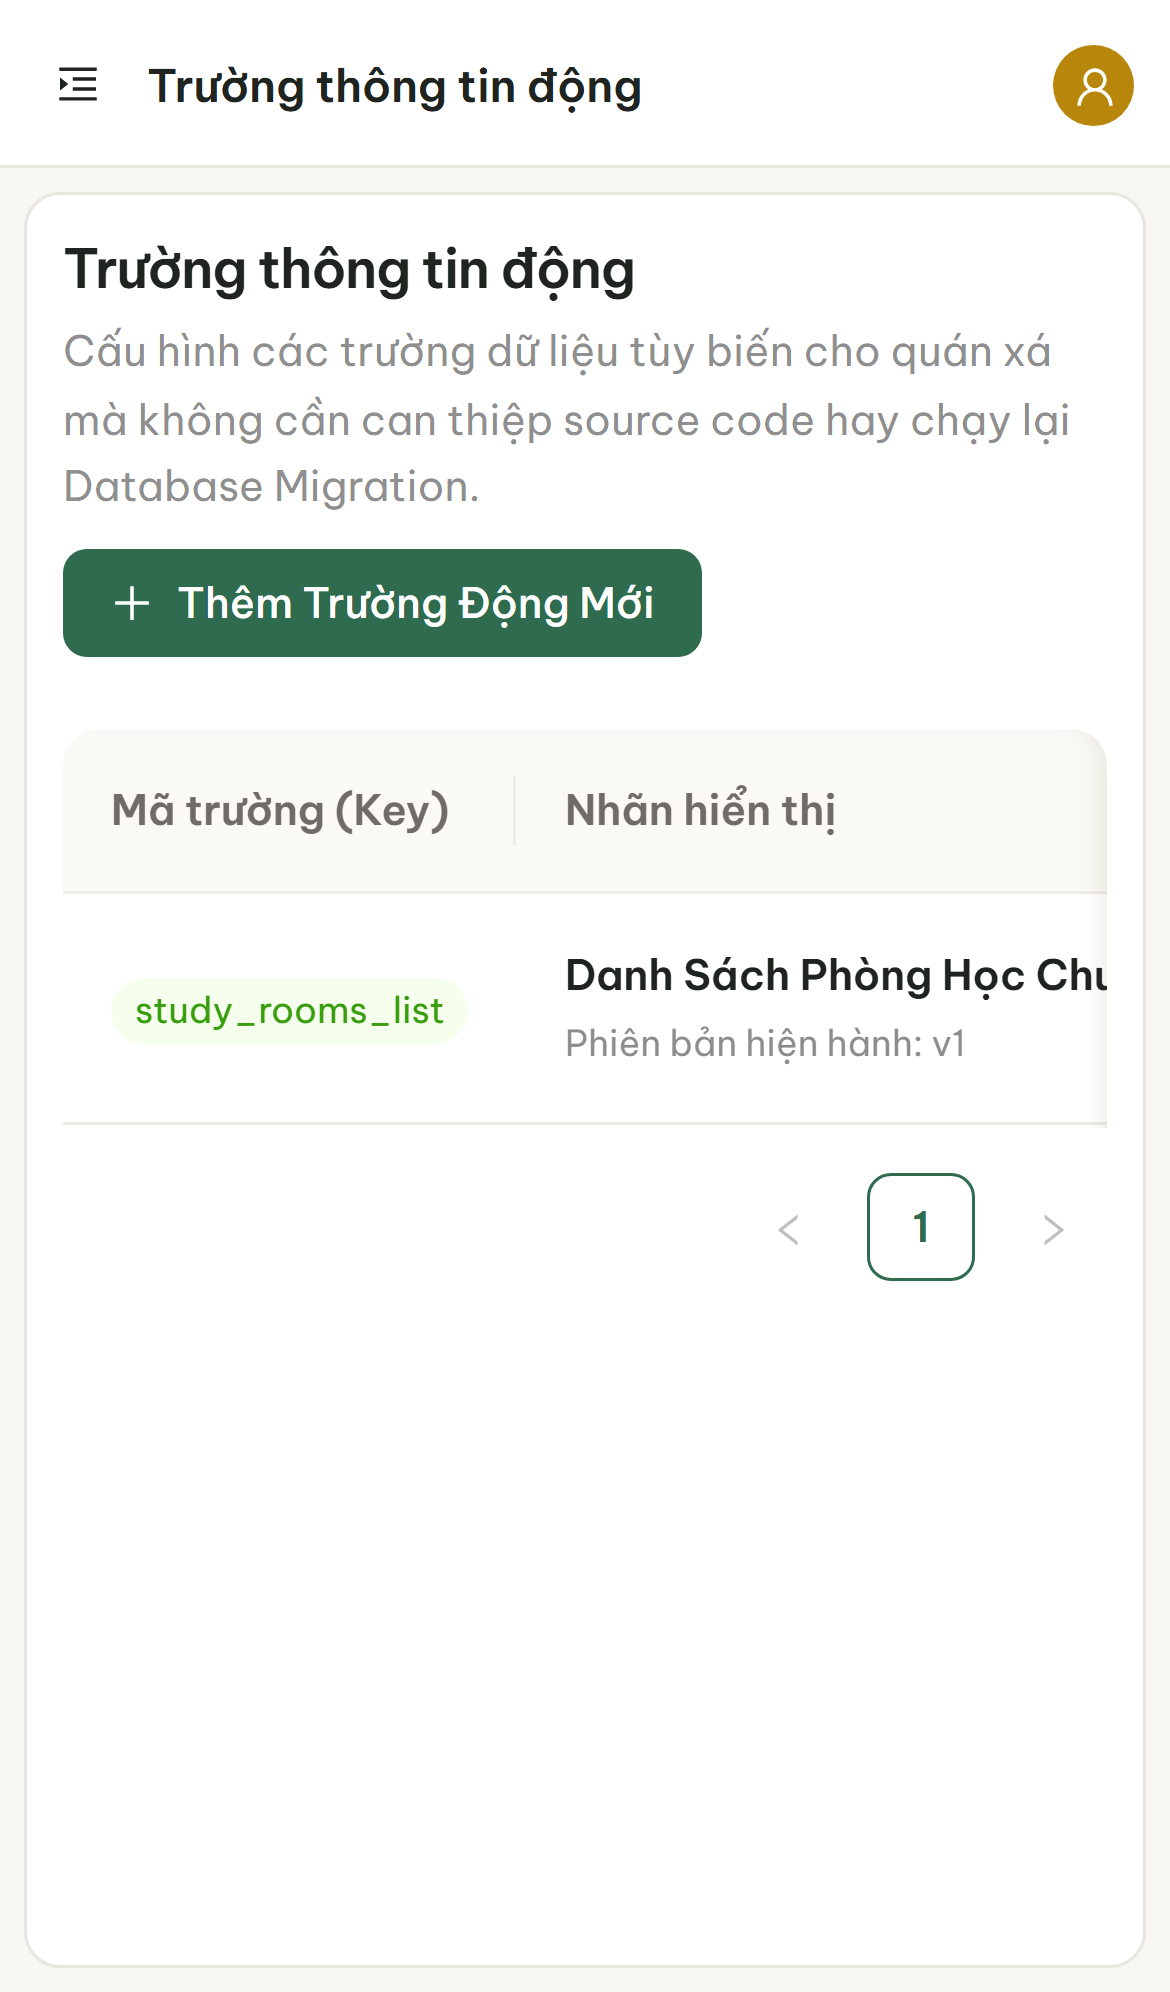 Trường thông tin động
Trường thông tin động
Cấu hình các trường dữ liệu tùy biến cho quán xá
mà không cần can thiệp source code hay chạy lại
Database Migration.
Thêm Trường Động Mới
Mã trường (Key)
Nhãn hiển thị
study_rooms_list
Danh Sách Phòng Học Chu
Phiên bản hiện hành: v1
1